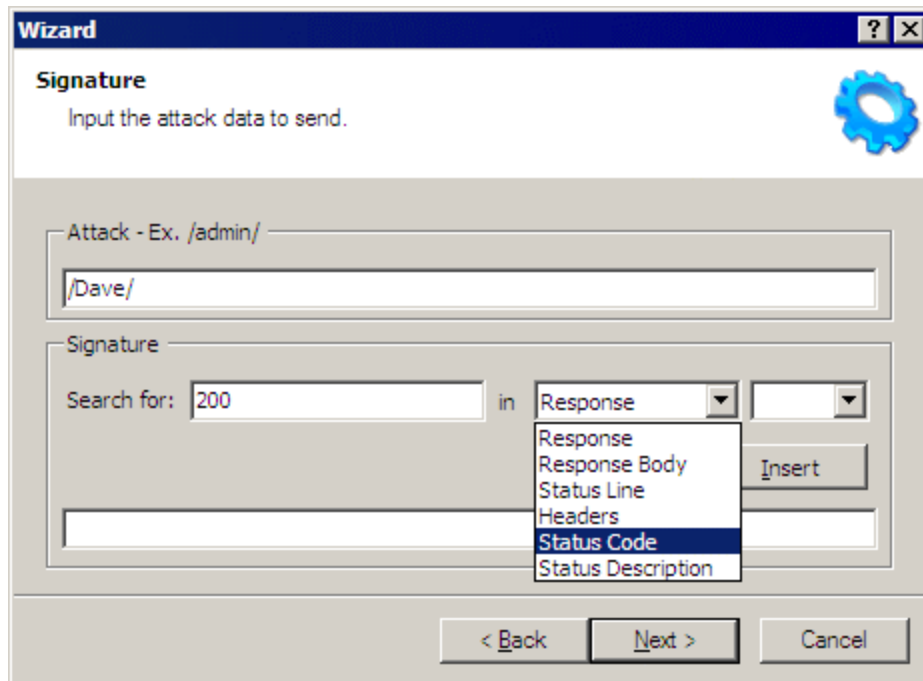 Wizard
Signature
Input the attack data to send.
Attack - Ex. /admin/
/Dave/
Signature
Search for: 200 in Response
Response
Response Body
Status Line
Headers
Status Code
Status Description
Insert
< Back Next > Cancel